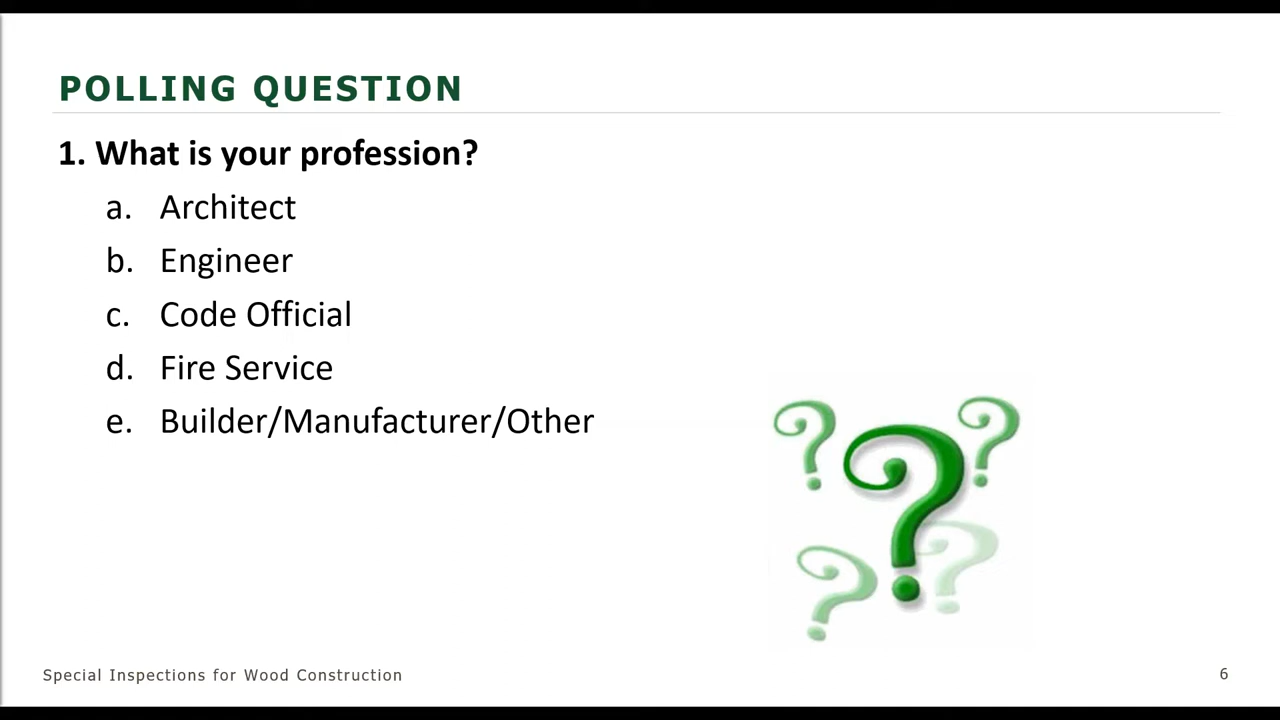 POLLING QUESTION
1. What is your profession?
a. Architect
b. Engineer
c. Code Official
d. Fire Service
e. Builder/Manufacturer/Other
Special Inspections for Wood Construction
6